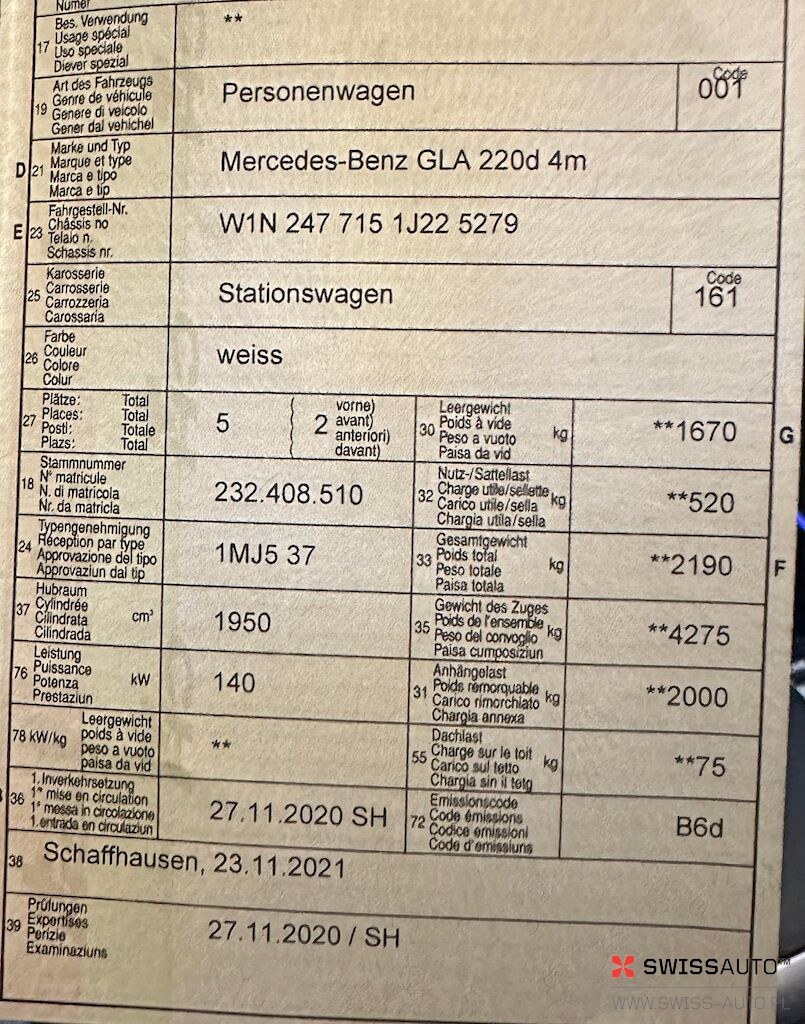 Numer
17 Bes. Verwendung
Usage spécial
Uso speciale
Diever spezial
**
19 Art des Fahrzeugs
Genre de véhicule
Genere di veicolo
Gener dal vehichel
Personenwagen
Code
001
D 21 Marke und Typ
Marque et type
Marca e tipo
Marca e tip
Mercedes-Benz GLA 220d 4m
E 23 Fahrgestell-Nr.
Châssis no
Telaio n.
Schassis nr.
W1N 247 715 1J22 5279
25 Karosserie
Carrosserie
Carrozzeria
Carossaria
Stationswagen
Code
161
26 Farbe
Couleur
Colore
Colur
weiss
27 Plätze: Total
Places: Total
Posti: Totale
Plazs: Total
5
2
vorne)
avant)
anteriori)
davant)
30 Leergewicht
Poids à vide
Peso a vuoto
Paisa da vid
kg
**1670
G
18 Stammnummer
N° matricule
N. di matricola
Nr. da matricla
232.408.510
32 Nutz-/Sattellast
Charge utile/sellette
Carico utile/sella
Chargia utila/sella
kg
**520
24 Typengenehmigung
Réception par type
Approvazione del tipo
Approvaziun dal tip
1MJ5 37
33 Gesamtgewicht
Poids total
Peso totale
Paisa totala
kg
**2190
F
37 Hubraum
Cylindrée
Cilindrata
Cilindrada
cm³
1950
35 Gewicht des Zuges
Poids de l'ensemble
Peso del convoglio
Paisa cumposiziun
kg
**4275
76 Leistung
Puissance
Potenza
Prestaziun
kW
140
31 Anhängelast
Poids remorquable
Carico rimorchiato
Chargia annexa
kg
**2000
78 kW/kg
Leergewicht
poids à vide
peso a vuoto
paisa da vid
**
55 Dachlast
Charge sur le toit
Carico sul tetto
Chargia sin il tetg
kg
**75
36 1. Inverkehrsetzung
1re mise en circulation
1a messa in circolazione
1. entrada en circulaziun
27.11.2020 SH
72 Emissionscode
Code émissions
Codice emissioni
Code d'emissiuns
B6d
38 Schaffhausen, 23.11.2021
39 Prüfungen
Expertises
Perizie
Examinaziuns
27.11.2020 / SH
SWISSAUTO™
WWW.SWISS-AUTO.PL